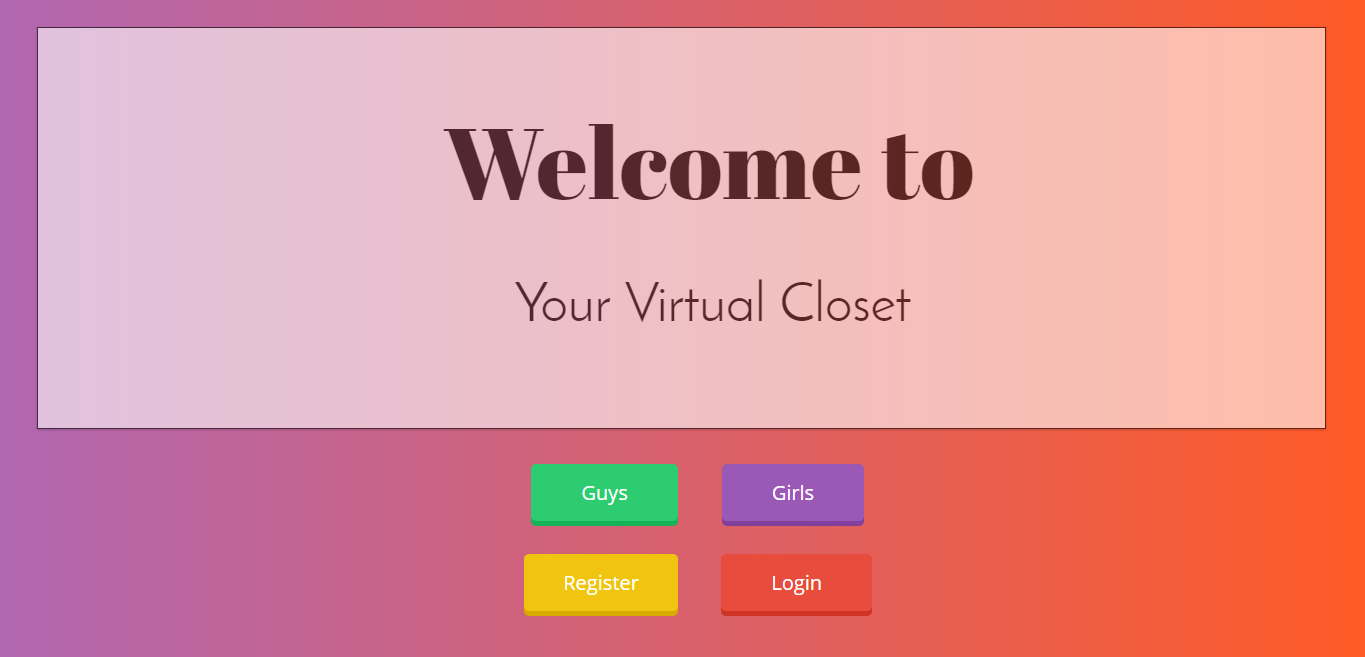 Welcome to
Your Virtual Closet
Guys
Girls
Register
Login